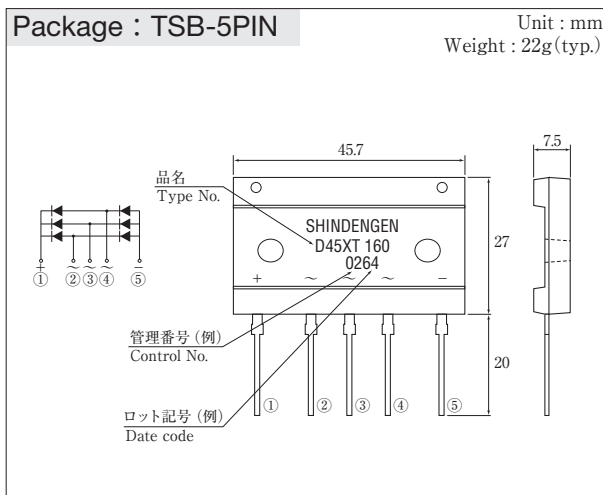 Package : TSB-5PIN
Unit : mm
Weight : 22g(typ.)
45.7
7.5
品名
Type No.
SHINDENGEN
D45XT 160
0264
27
+ ~ ~ ~ −
+ ~ ~ ~ −
① ② ③ ④ ⑤
管理番号 (例)
Control No.
20
① ② ③ ④ ⑤
ロット記号 (例)
Date code